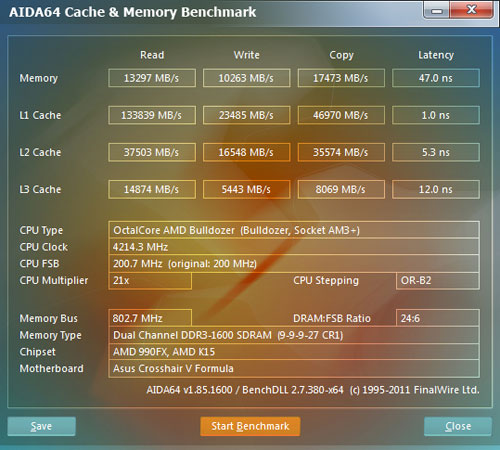 AIDA64 Cache & Memory Benchmark
Read Write Copy Latency
Memory 13297 MB/s 10263 MB/s 17473 MB/s 47.0 ns
L1 Cache 133839 MB/s 23485 MB/s 46970 MB/s 1.0 ns
L2 Cache 37503 MB/s 16548 MB/s 35574 MB/s 5.3 ns
L3 Cache 14874 MB/s 5443 MB/s 8069 MB/s 12.0 ns
CPU Type OctalCore AMD Bulldozer (Bulldozer, Socket AM3+)
CPU Clock 4214.3 MHz
CPU FSB 200.7 MHz (original: 200 MHz)
CPU Multiplier 21x CPU Stepping OR-B2
Memory Bus 802.7 MHz DRAM:FSB Ratio 24:6
Memory Type Dual Channel DDR3-1600 SDRAM (9-9-9-27 CR1)
Chipset AMD 990FX, AMD K15
Motherboard Asus Crosshair V Formula
AIDA64 v1.85.1600 / BenchDLL 2.7.380-x64 (c) 1995-2011 FinalWire Ltd.
Save Start Benchmark Close